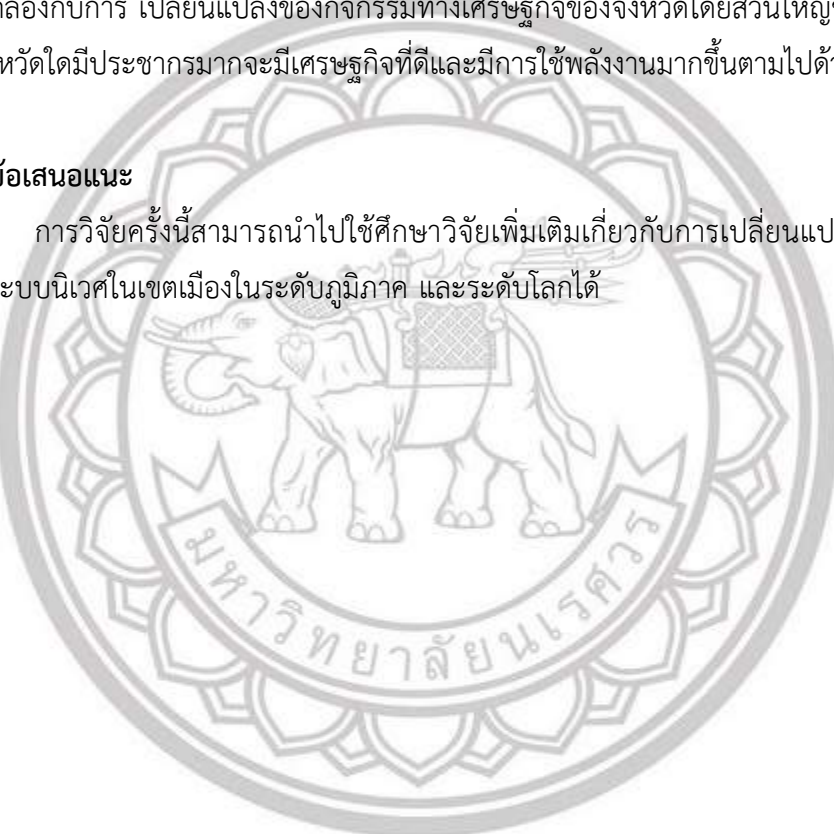 คล้องกับการ เปลี่ยนแปลงของกิจกรรมทางเศรษฐกิจของจังหวัดโดยส่วนใหญ่
หวัดใดมีประชากรมากจะมีเศรษฐกิจที่ดีและมีการใช้พลังงานมากขึ้นตามไปด้ว
ข้อเสนอแนะ
การวิจัยครั้งนี้สามารถนำไปใช้ศึกษาวิจัยเพิ่มเติมเกี่ยวกับการเปลี่ยนแป
ะบบนิเวศในเขตเมืองในระดับภูมิภาค และระดับโลกได้
มหาวิทยาลัยนเรศวร